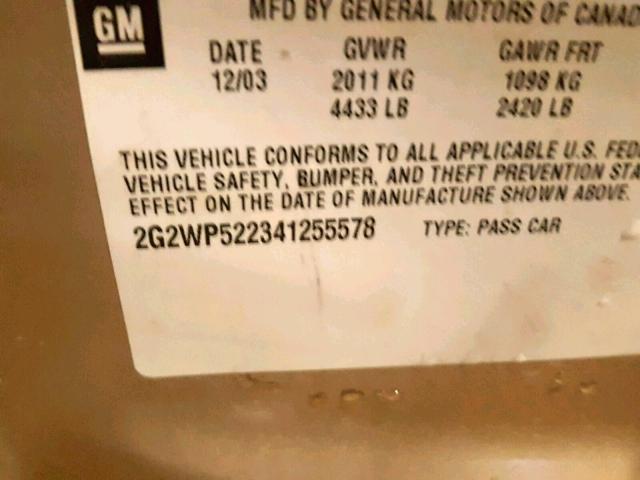 GM
MFD BY GENERAL MOTORS OF CANAD
DATE GVWR GAWR FRT
12/03 2011 KG 1098 KG
4433 LB 2420 LB
THIS VEHICLE CONFORMS TO ALL APPLICABLE U.S. FEDE
VEHICLE SAFETY, BUMPER, AND THEFT PREVENTION STA
EFFECT ON THE DATE OF MANUFACTURE SHOWN ABOVE.
2G2WP522341255578 TYPE: PASS CAR